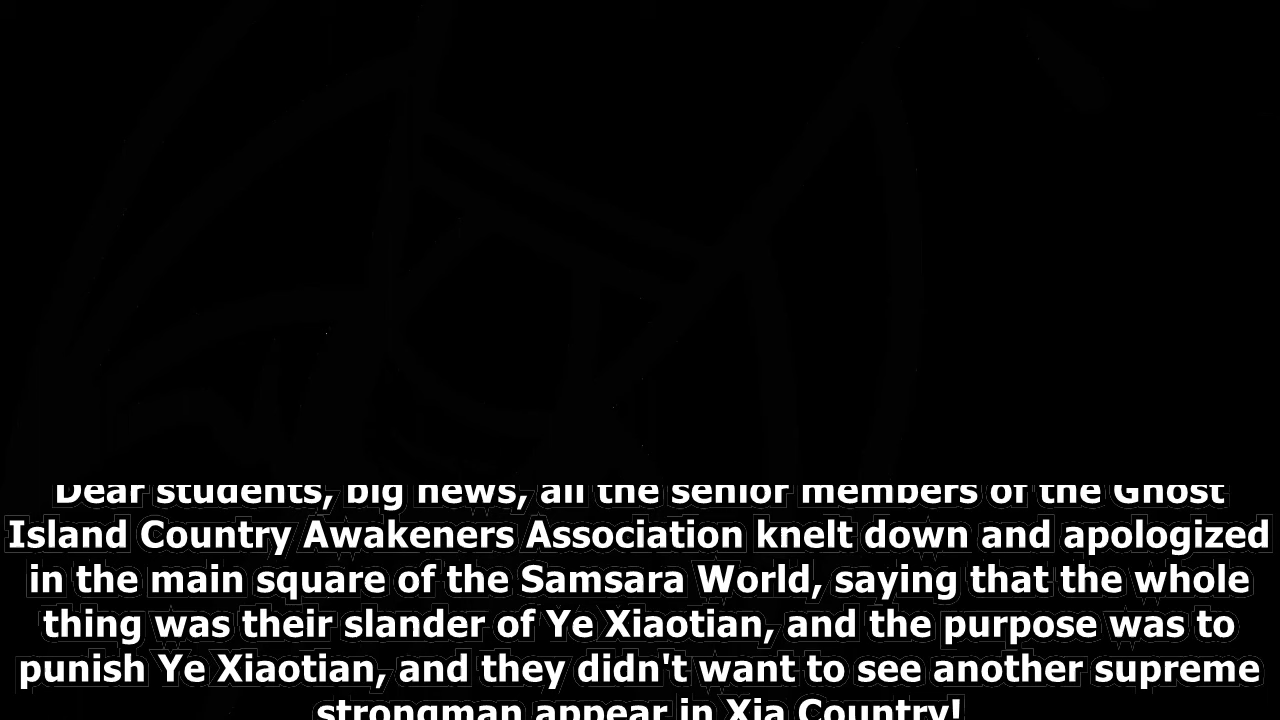 Dear students, big news, all the senior members of the Ghost
Island Country Awakeners Association knelt down and apologized
in the main square of the Samsara World, saying that the whole
thing was their slander of Ye Xiaotian, and the purpose was to
punish Ye Xiaotian, and they didn't want to see another supreme
strongman appear in Xia Country!